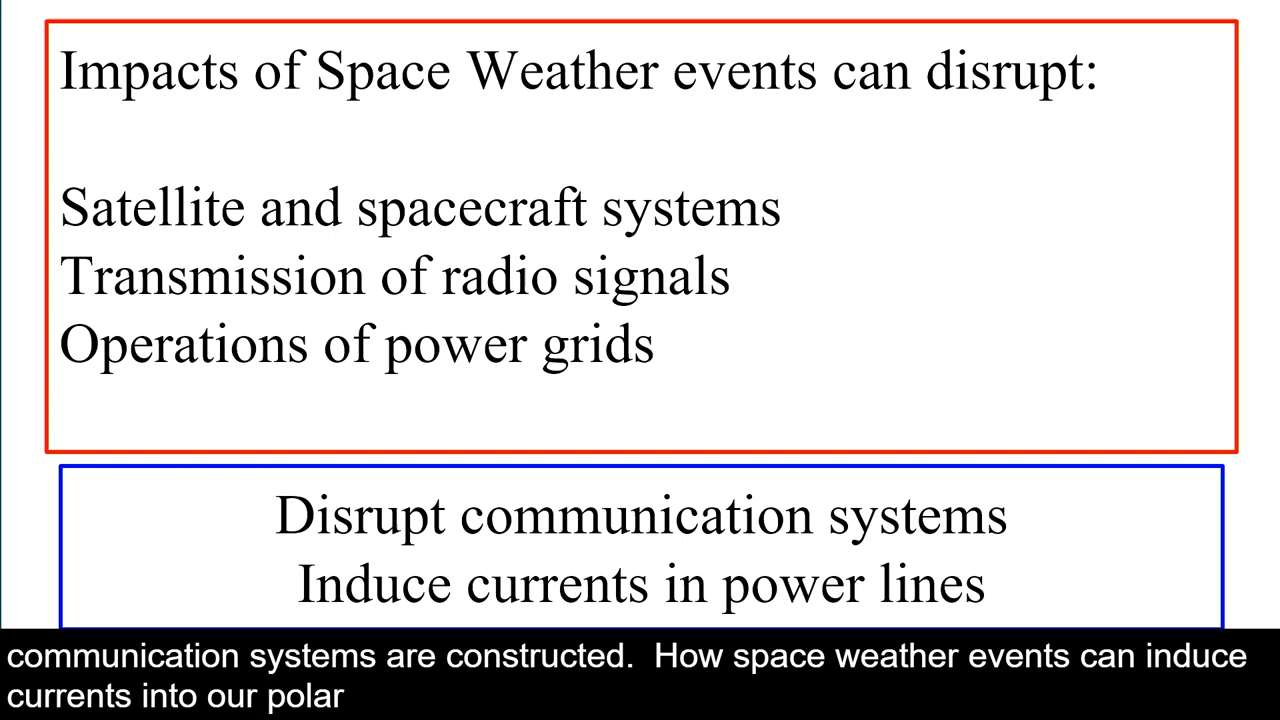 Impacts of Space Weather events can disrupt:
Satellite and spacecraft systems
Transmission of radio signals
Operations of power grids
Disrupt communication systems
Induce currents in power lines
communication systems are constructed.  How space weather events can induce
currents into our polar